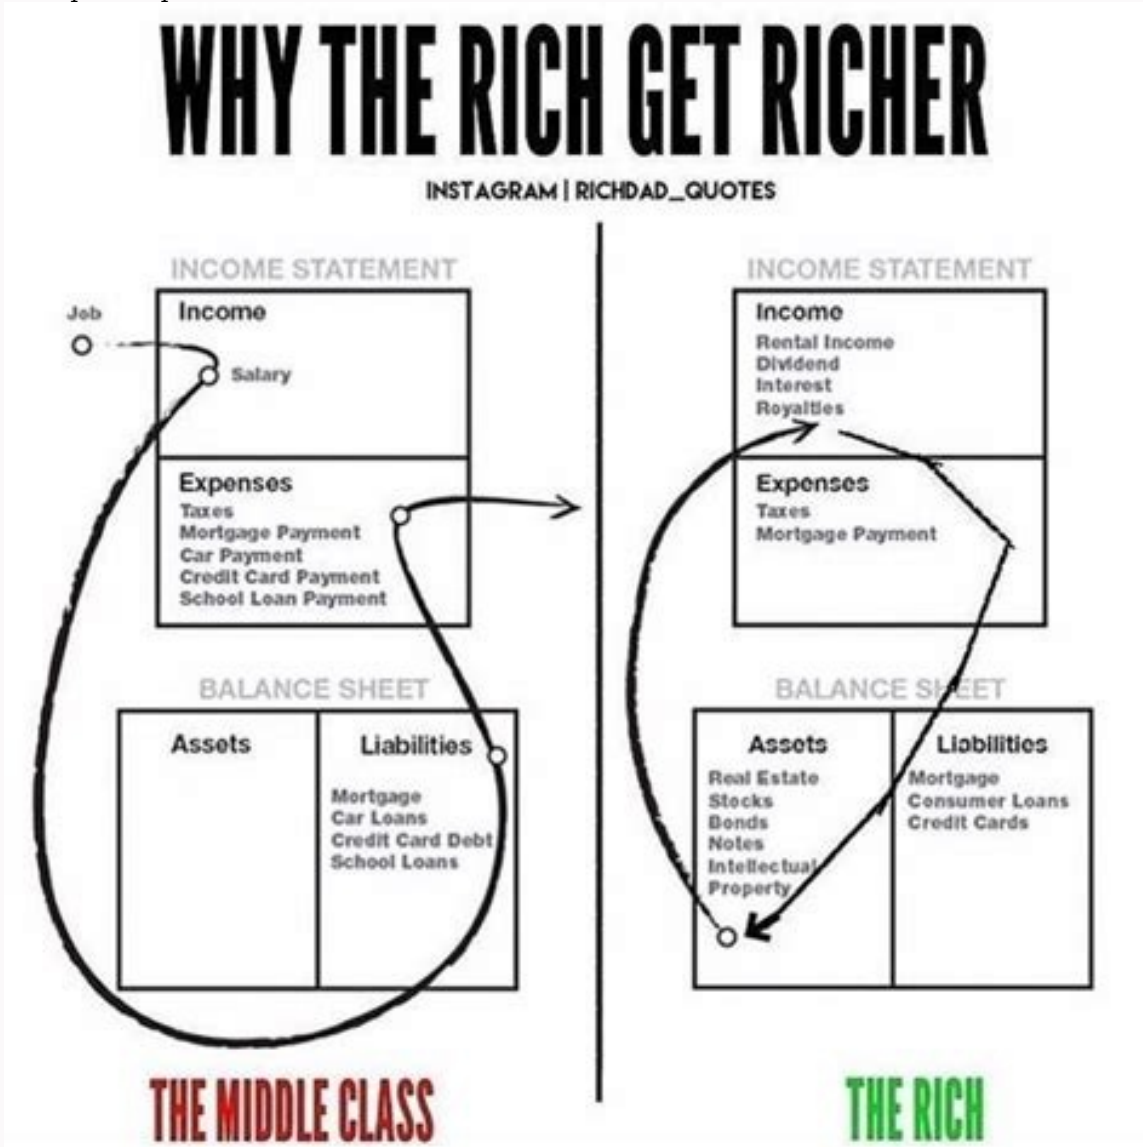 WHY THE RICH GET RICHER
INSTAGRAM | RICHDAD_QUOTES
INCOME STATEMENT
Job
Income
Salary
Expenses
Taxes
Mortgage Payment
Car Payment
Credit Card Payment
School Loan Payment
BALANCE SHEET
Assets
Liabilities
Mortgage
Car Loans
Credit Card Debt
School Loans
THE MIDDLE CLASS
INCOME STATEMENT
Income
Rental Income
Dividend
Interest
Royalties
Expenses
Taxes
Mortgage Payment
BALANCE SHEET
Assets
Real Estate
Stocks
Bonds
Notes
Intellectual
Property
Liabilities
Mortgage
Consumer Loans
Credit Cards
THE RICH